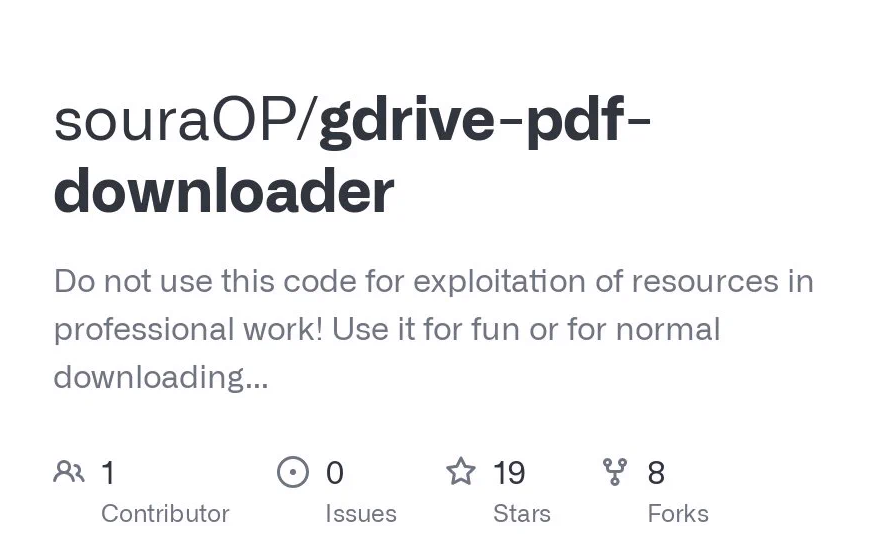 souraOP/gdrive-pdf-
downloader
Do not use this code for exploitation of resources in
professional work! Use it for fun or for normal
downloading...
1 0 19 8
Contributor Issues Stars Forks